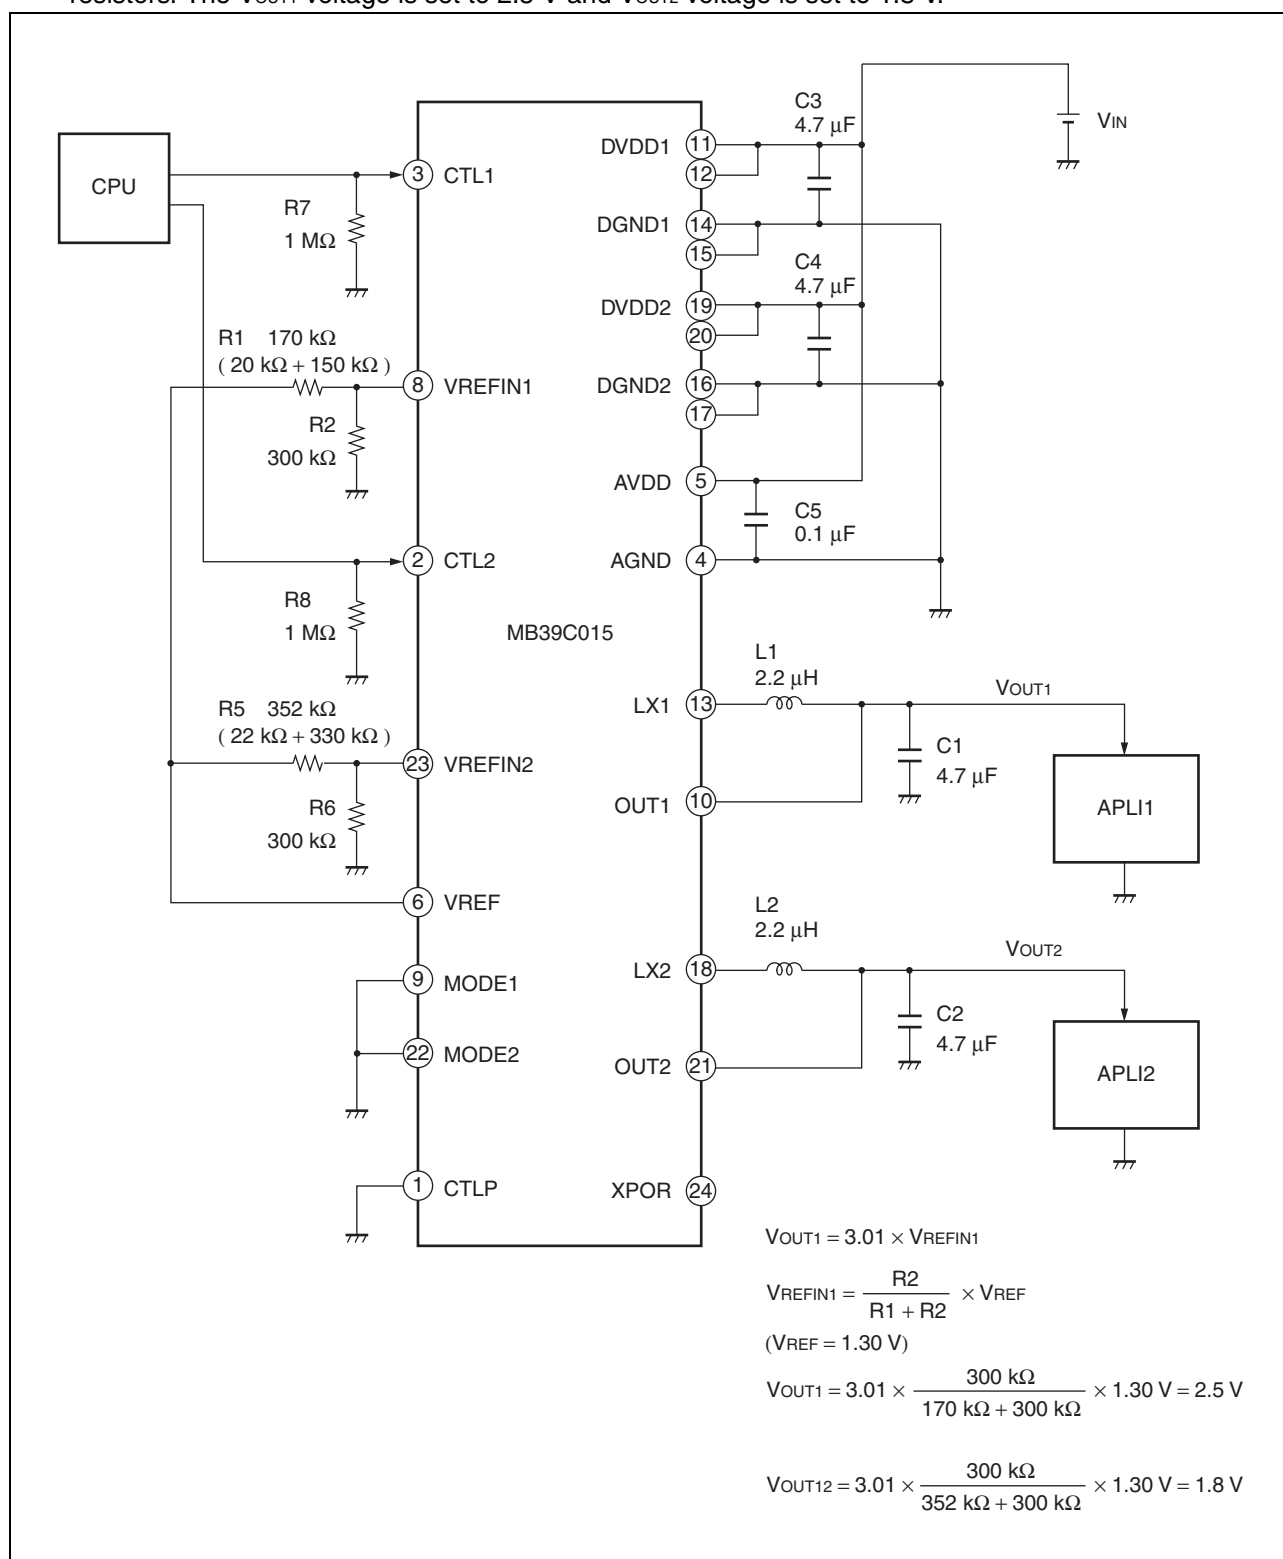 resistors. The VOUT1 voltage is set to 2.5 V and VOUT2 voltage is set to 1.8 V.
CPU
R7
1 MΩ
R1 170 kΩ
( 20 kΩ + 150 kΩ )
R2
300 kΩ
R8
1 MΩ
R5 352 kΩ
( 22 kΩ + 330 kΩ )
R6
300 kΩ
3 CTL1
8 VREFIN1
2 CTL2
23 VREFIN2
6 VREF
9 MODE1
22 MODE2
1 CTLP
MB39C015
DVDD1 11
12
DGND1 14
15
DVDD2 19
20
DGND2 16
17
AVDD 5
AGND 4
LX1 13
OUT1 10
LX2 18
OUT2 21
XPOR 24
C3
4.7 μF
C4
4.7 μF
C5
0.1 μF
VIN
L1
2.2 μH
VOUT1
C1
4.7 μF
APLI1
L2
2.2 μH
VOUT2
C2
4.7 μF
APLI2
VOUT1 = 3.01 × VREFIN1
VREFIN1 = R2 / R1 + R2 × VREF
(VREF = 1.30 V)
VOUT1 = 3.01 × 300 kΩ / 170 kΩ + 300 kΩ × 1.30 V = 2.5 V
VOUT12 = 3.01 × 300 kΩ / 352 kΩ + 300 kΩ × 1.30 V = 1.8 V